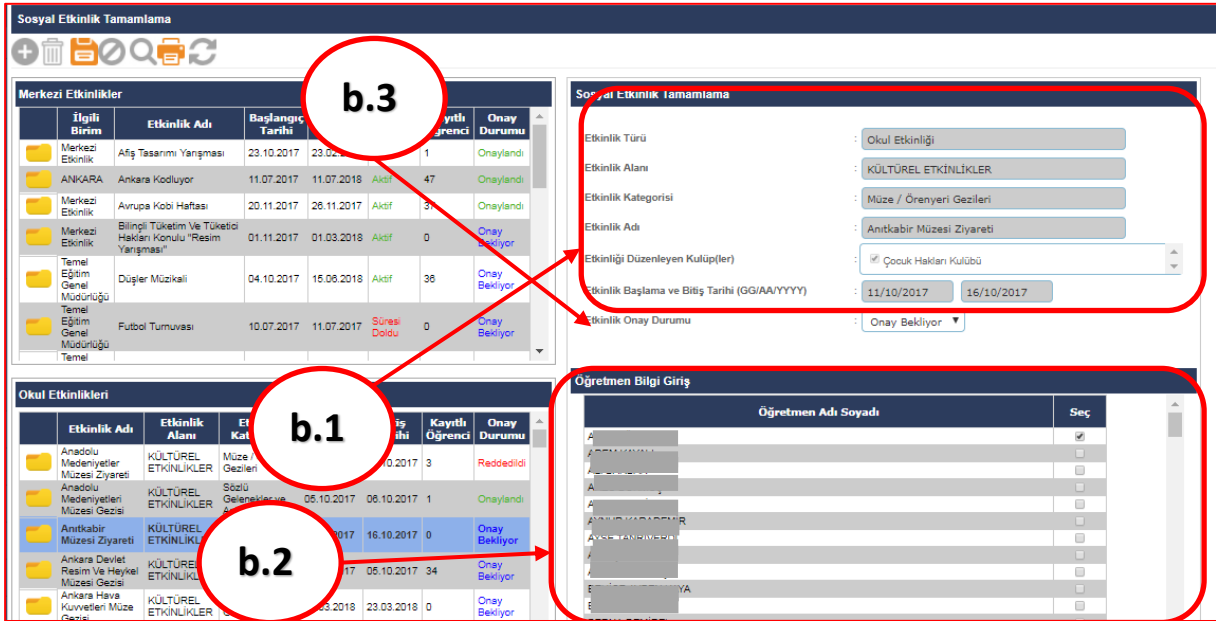 Sosyal Etkinlik Tamamlama
Merkezi Etkinlikler
İlgili Birim Etkinlik Adı Başlangıç Tarihi Onay Durumu
Merkezi Etkinlik Afiş Tasarımı Yarışması 23.10.2017 1 Onaylandı
ANKARA Ankara Kodluyor 11.07.2017 11.07.2018 Aktif 47 Onaylandı
Merkezi Etkinlik Avrupa Kobi Haftası 20.11.2017 26.11.2017 Aktif Onaylandı
Merkezi Etkinlik Bilinçli Tüketim Ve Tüketici Hakları Konulu "Resim Yarışması" 01.11.2017 01.03.2018 Aktif 0 Onay Bekliyor
Temel Eğitim Genel Müdürlüğü Düşler Müzikali 04.10.2017 15.06.2018 Aktif 36 Onay Bekliyor
Temel Eğitim Genel Müdürlüğü Futbol Turnuvası 10.07.2017 11.07.2017 Süresi Doldu 0 Onay Bekliyor
Temel
b.3
b.1
b.2
Okul Etkinlikleri
Etkinlik Adı Etkinlik Alanı Kayıtlı Öğrenci Onay Durumu
Anadolu Medeniyetler Müzesi Ziyareti KÜLTÜREL ETKİNLİKLER Müze / Gezileri 3 Reddedildi
Anadolu Medeniyetleri Müzesi Gezisi KÜLTÜREL ETKİNLİKLER Sözlü Gelenekler ve 05.10.2017 06.10.2017 1 Onaylandı
Anıtkabir Müzesi Ziyareti KÜLTÜREL 16.10.2017 0 Onay Bekliyor
Ankara Devlet Resim Ve Heykel Müzesi Gezisi 05.10.2017 34 Onay Bekliyor
Ankara Hava Kuvvetleri Müze Gezisi KÜLTÜREL ETKİNLİKLER 23.03.2018 0 Onay Bekliyor
Sosyal Etkinlik Tamamlama
Etkinlik Türü : Okul Etkinliği
Etkinlik Alanı : KÜLTÜREL ETKİNLİKLER
Etkinlik Kategorisi : Müze / Örenyeri Gezileri
Etkinlik Adı : Anıtkabir Müzesi Ziyareti
Etkinliği Düzenleyen Kulüp(ler) : Çocuk Hakları Kulübü
Etkinlik Başlama ve Bitiş Tarihi (GG/AA/YYYY) : 11/10/2017 16/10/2017
Etkinlik Onay Durumu : Onay Bekliyor
Öğretmen Bilgi Giriş
Öğretmen Adı Soyadı Seç